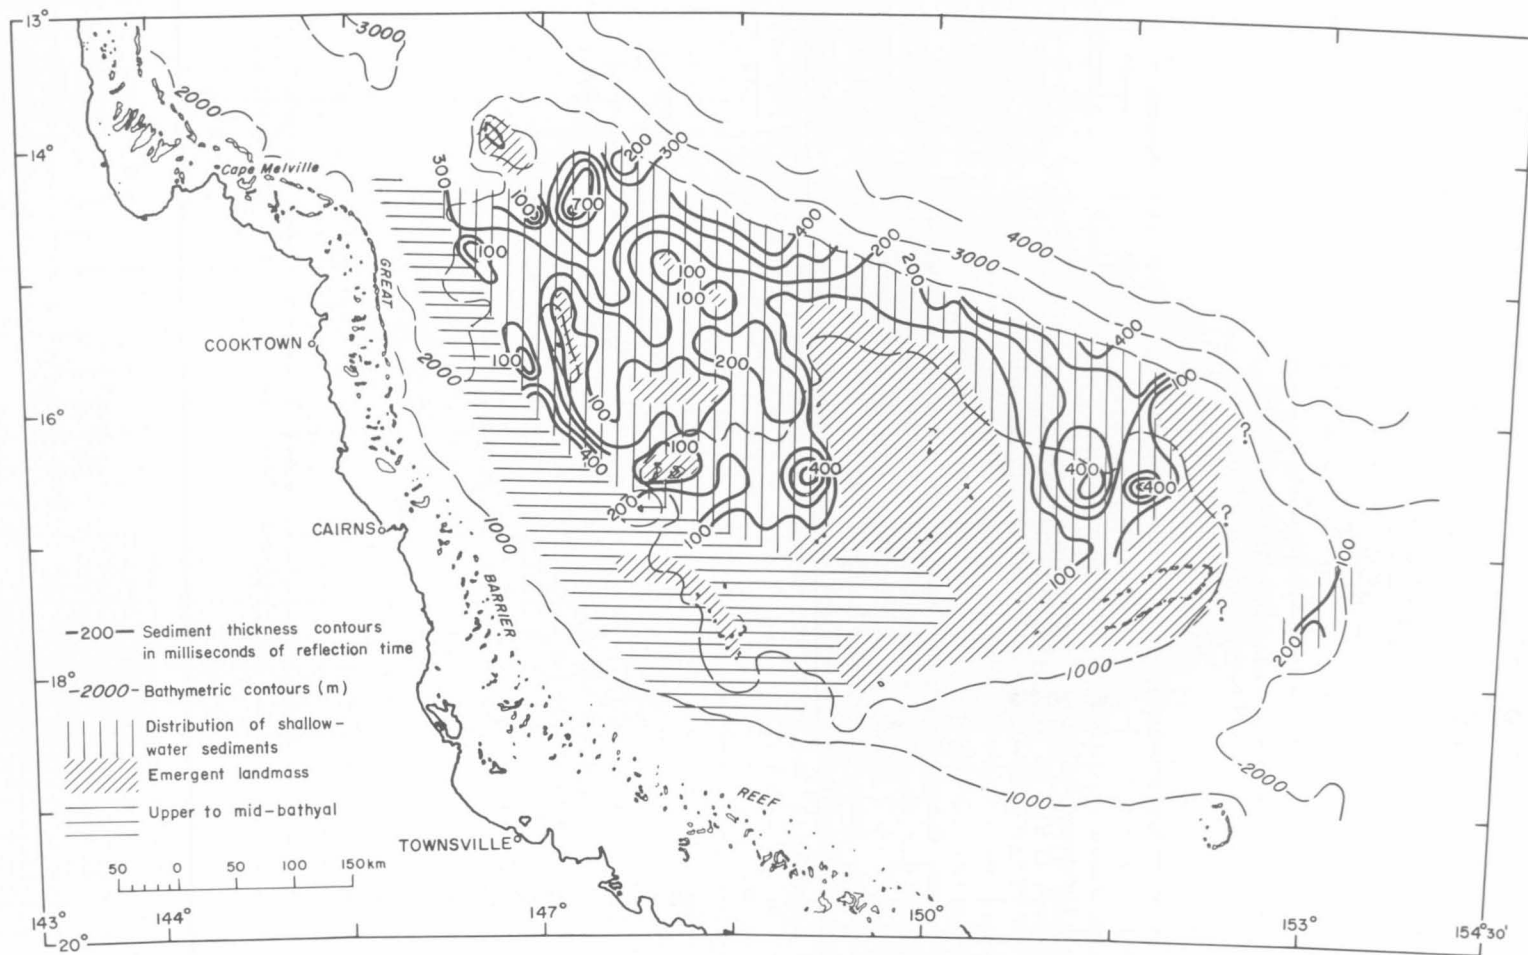 13°
3000
2000
14°
Cape Melville
300
200
300
100
700
400
4000
3000
200
200
100
GREAT
100
100
COOKTOWN
2000
100
200
400
100
16°
100
400
100
?
400
400
400
200
CAIRNS
1000
100
?
100
100
BARRIER
?
—200— Sediment thickness contours
in milliseconds of reflection time
200
1000
18°
-2000- Bathymetric contours (m)
Distribution of shallow-
water sediments
Emergent landmass
-2000-
1000
REEF
Upper to mid-bathyal
TOWNSVILLE
50 0 50 100 150km
143° 144° 147° 150° 153° 154°30'
20°